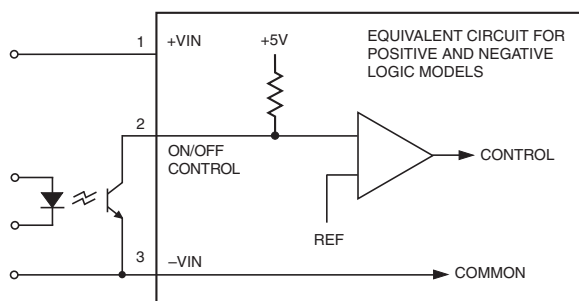 1
+VIN
+5V
EQUIVALENT CIRCUIT FOR
POSITIVE AND NEGATIVE
LOGIC MODELS
2
ON/OFF
CONTROL
CONTROL
REF
3
–VIN
COMMON